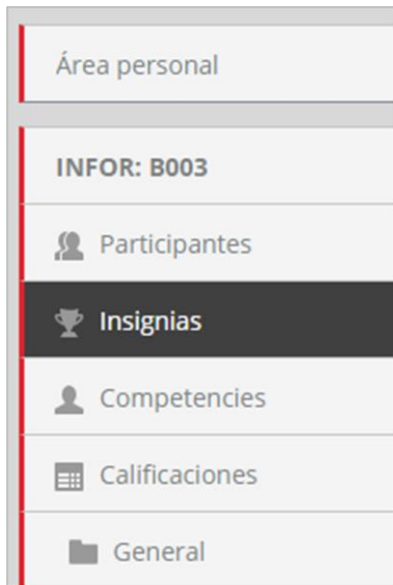 Área personal
INFOR: B003
Participantes
Insignias
Competencies
Calificaciones
General